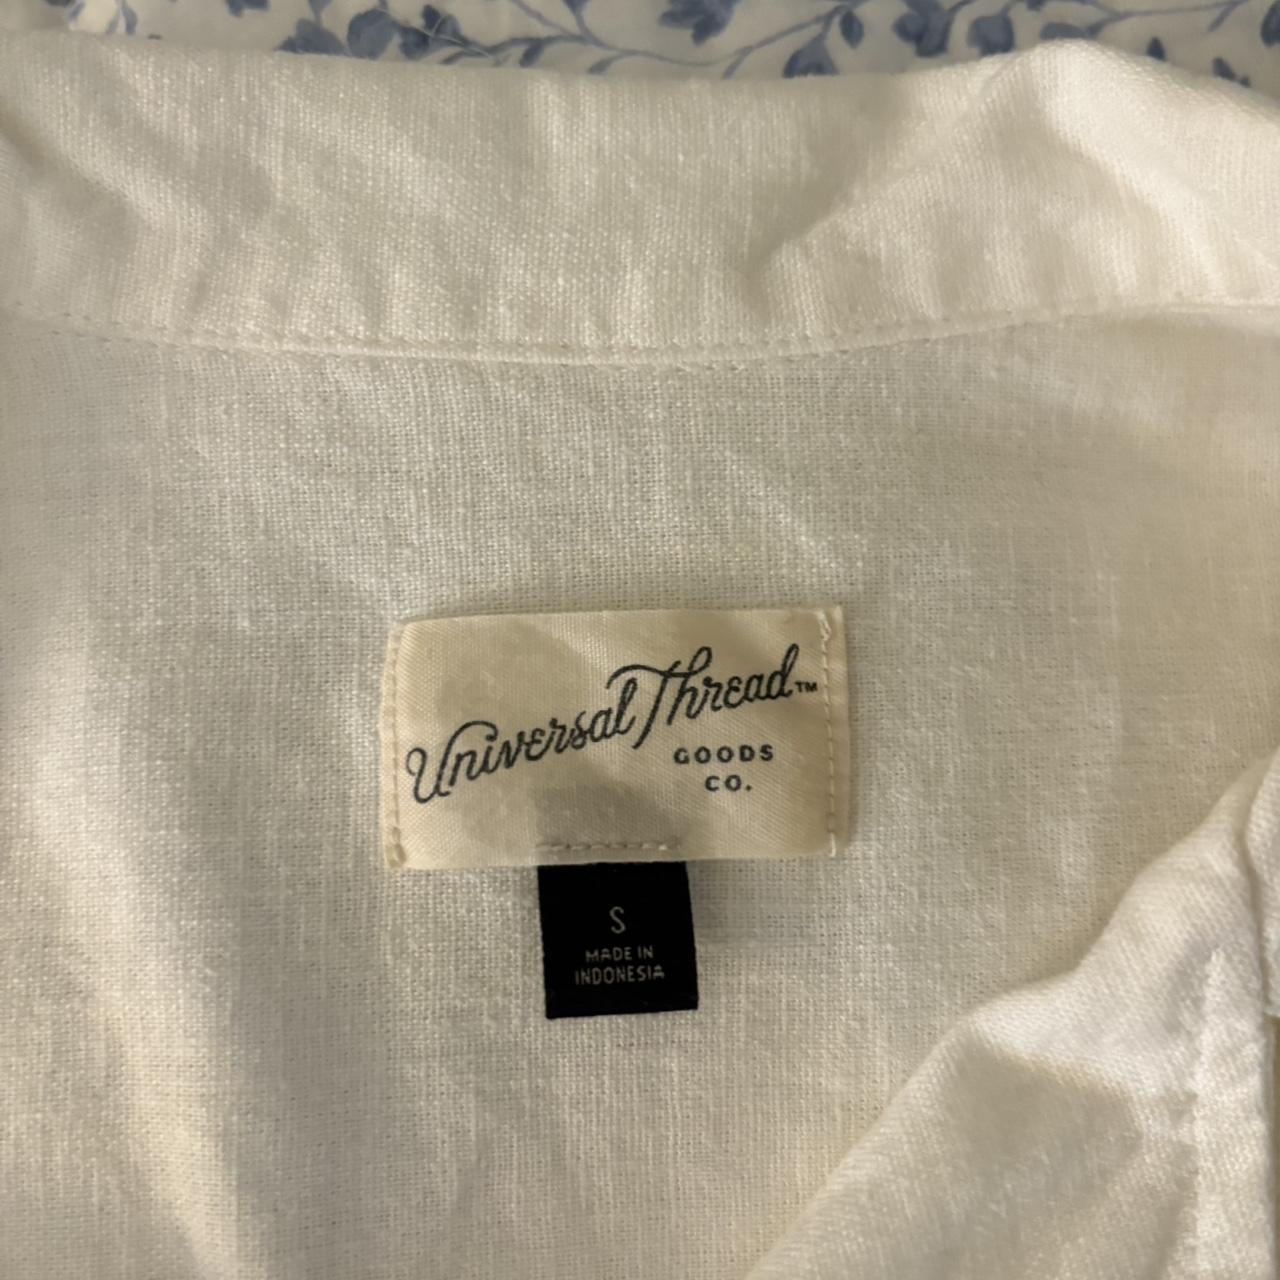 Universal Thread™
GOODS
CO.
S
MADE IN
INDONESIA